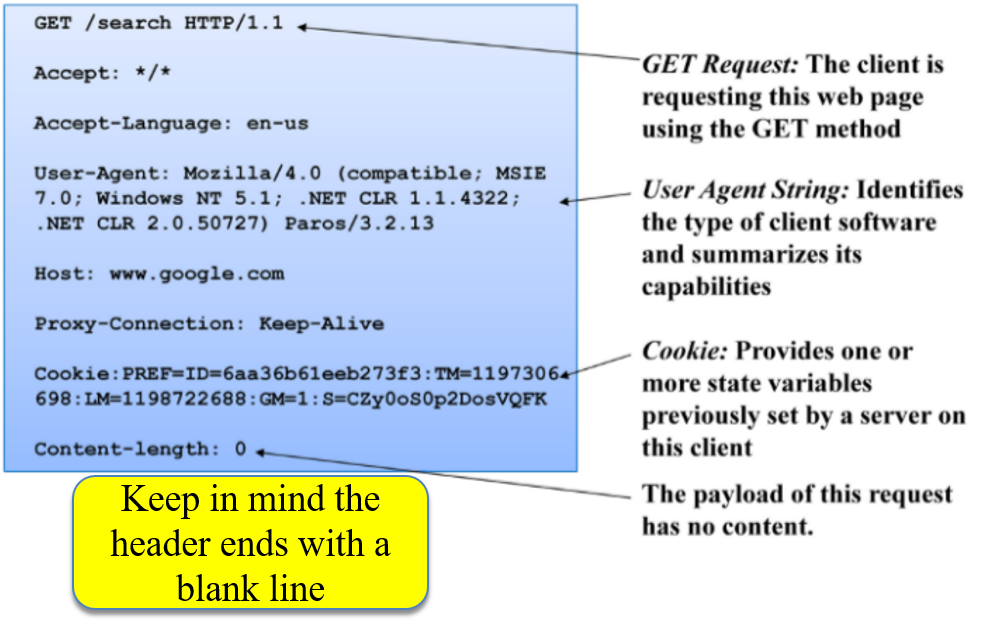 GET /search HTTP/1.1
Accept: */*
Accept-Language: en-us
User-Agent: Mozilla/4.0 (compatible; MSIE
7.0; Windows NT 5.1; .NET CLR 1.1.4322;
.NET CLR 2.0.50727) Paros/3.2.13
Host: www.google.com
Proxy-Connection: Keep-Alive
Cookie:PREF=ID=6aa36b61eeb273f3:TM=1197306
698:LM=1198722688:GM=1:S=CZy0oS0p2DosVQFK
Content-length: 0
GET Request: The client is
requesting this web page
using the GET method
User Agent String: Identifies
the type of client software
and summarizes its
capabilities
Cookie: Provides one or
more state variables
previously set by a server on
this client
The payload of this request
has no content.
Keep in mind the
header ends with a
blank line